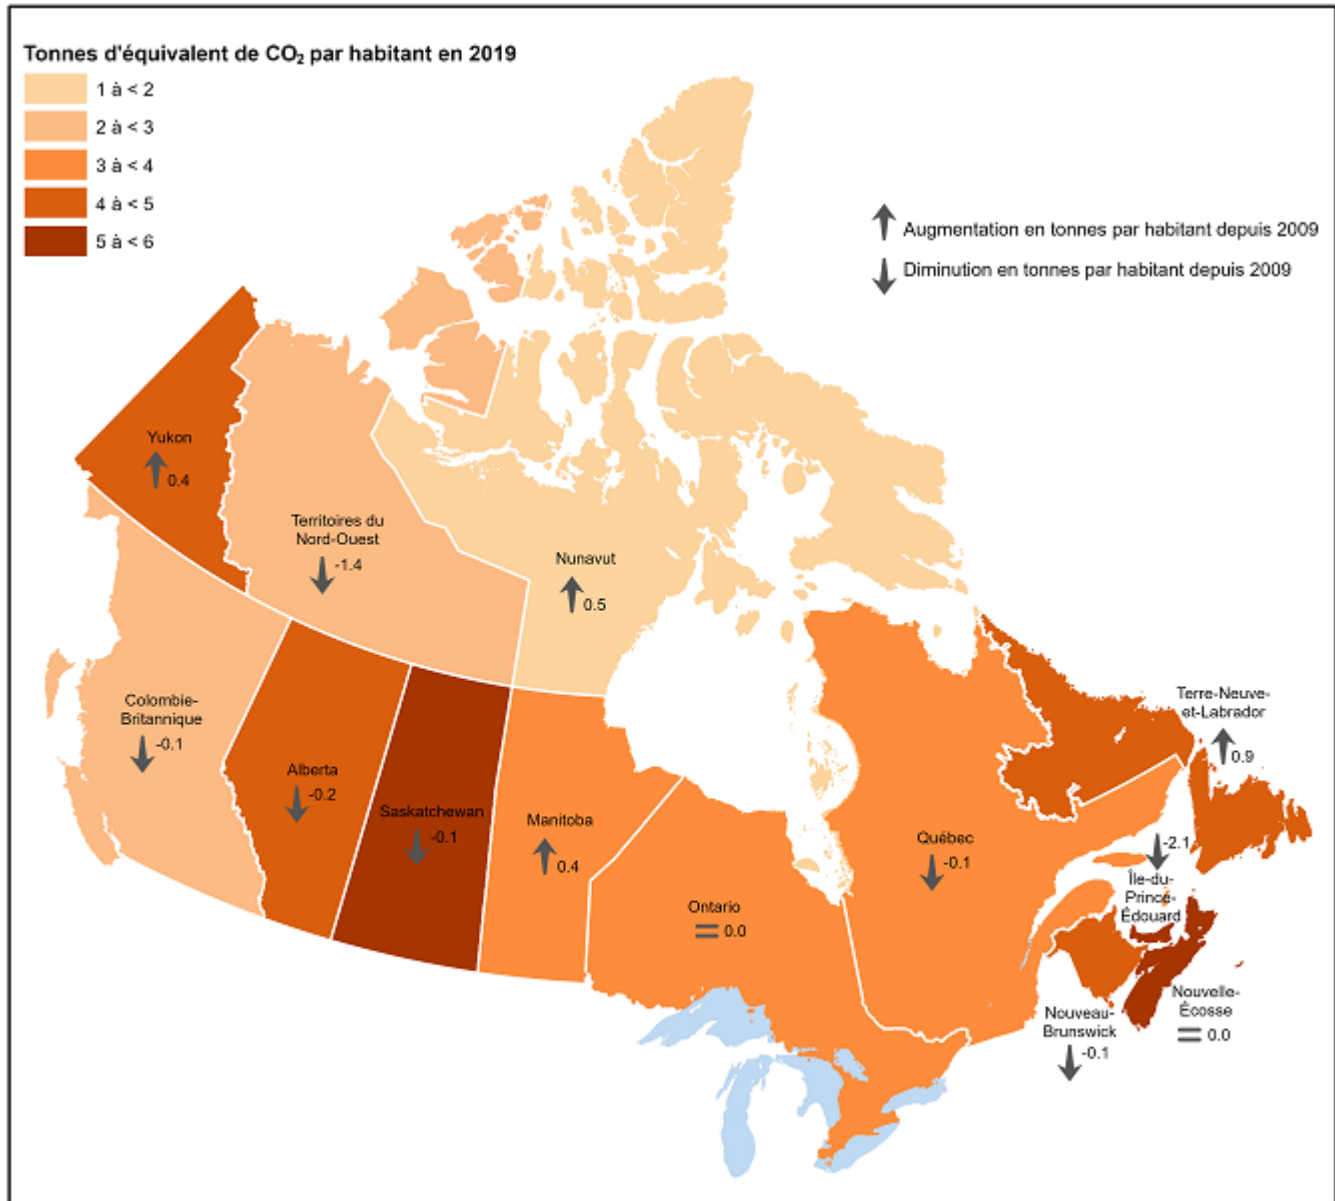 Tonnes d'équivalent de CO₂ par habitant en 2019
1 à < 2
2 à < 3
3 à < 4
4 à < 5
5 à < 6
Augmentation en tonnes par habitant depuis 2009
Diminution en tonnes par habitant depuis 2009
Yukon
0.4
Territoires du
Nord-Ouest
-1.4
Nunavut
0.5
Colombie-
Britannique
-0.1
Alberta
-0.2
Saskatchewan
-0.1
Manitoba
0.4
Ontario
0.0
Québec
-0.1
Terre-Neuve-
et-Labrador
0.9
-2.1
Île-du-
Prince-
Édouard
Nouvelle-
Écosse
0.0
Nouveau-
Brunswick
-0.1